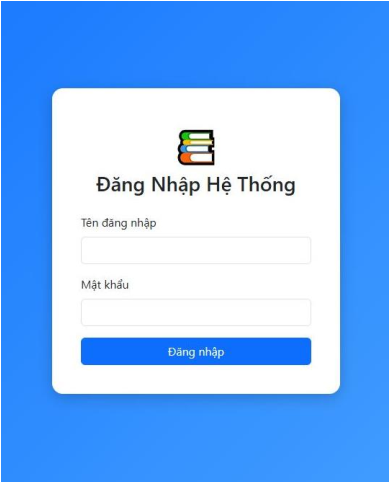 Đăng Nhập Hệ Thống
Tên đăng nhập
Mật khẩu
Đăng nhập